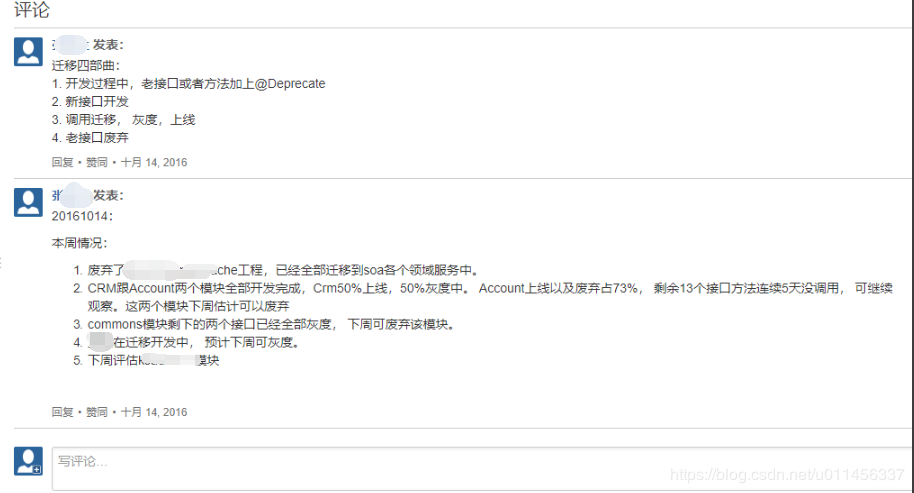 评论
发表：
迁移四部曲：
1. 开发过程中，老接口或者方法加上@Deprecate
2. 新接口开发
3. 调用迁移， 灰度，上线
4. 老接口废弃
回复 • 赞同 • 十月 14, 2016
张 发表：
20161014：
本周情况：
1. 废弃了 che工程，已经全部迁移到soa各个领域服务中。
2. CRM跟Account两个模块全部开发完成，Crm50%上线，50%灰度中。 Account上线以及废弃占73%， 剩余13个接口方法连续5天没调用， 可继续
观察。这两个模块下周估计可以废弃
3. commons模块剩下的两个接口已经全部灰度， 下周可废弃该模块。
4. 在迁移开发中， 预计下周可灰度。
5. 下周评估 模块
回复 • 赞同 • 十月 14, 2016
写评论...
https://blog.csdn.net/u011456337